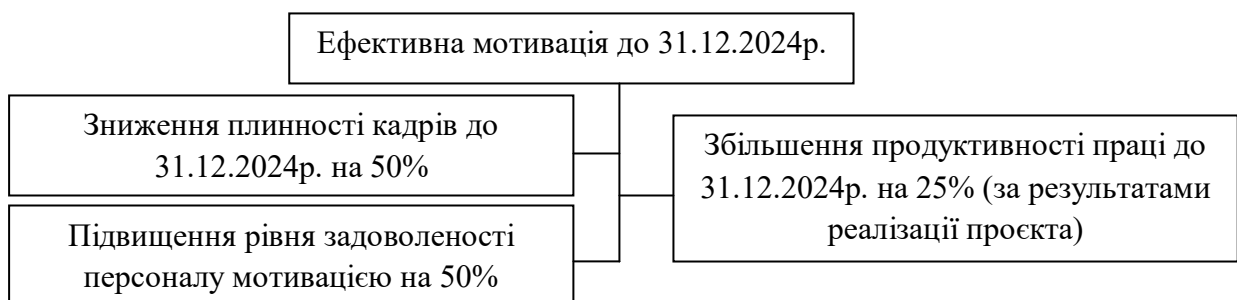 Ефективна мотивація до 31.12.2024р.
Зниження плинності кадрів до
31.12.2024р. на 50%
Збільшення продуктивності праці до
31.12.2024р. на 25% (за результатами
реалізації проєкта)
Підвищення рівня задоволеності
персоналу мотивацією на 50%